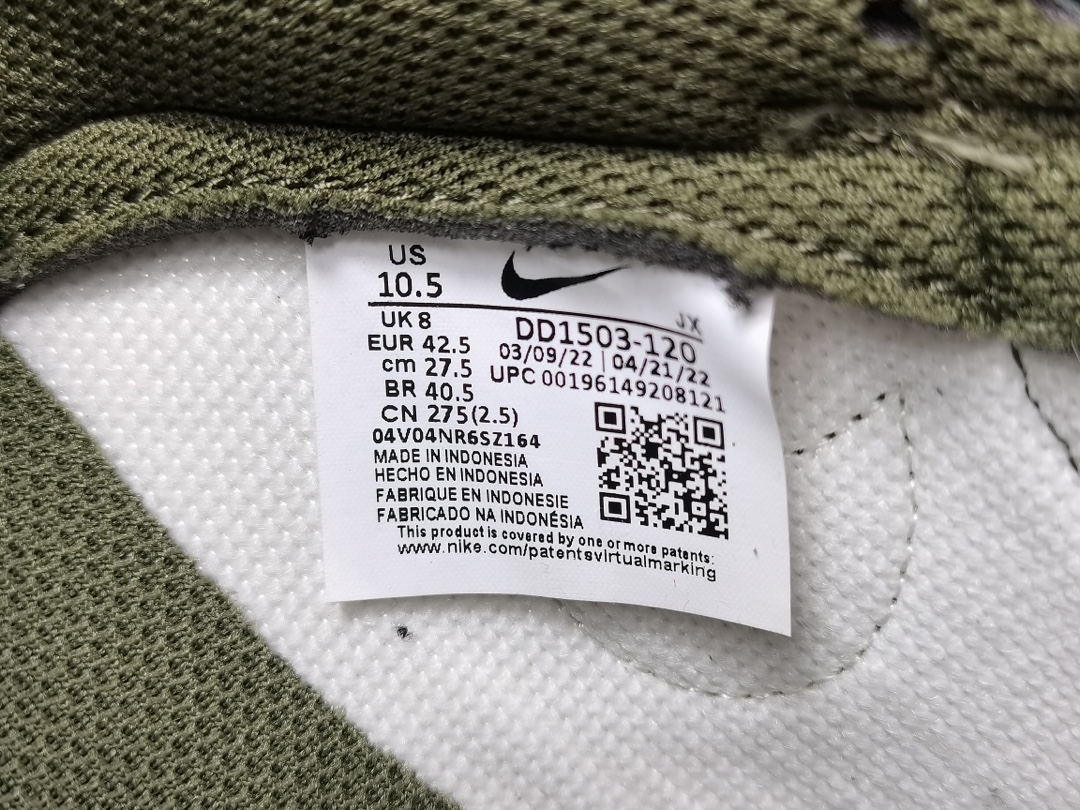 US
10.5
UK 8
EUR 42.5
cm 27.5
BR 40.5
CN 275(2.5)
JX
DD1503-120
03/09/22 | 04/21/22
UPC 00196149208121
04V04NR6SZ164
MADE IN INDONESIA
HECHO EN INDONESIA
FABRIQUE EN INDONESIE
FABRICADO NA INDONÉSIA
This product is covered by one or more patents:
www.nike.com/patentsvirtualmarking